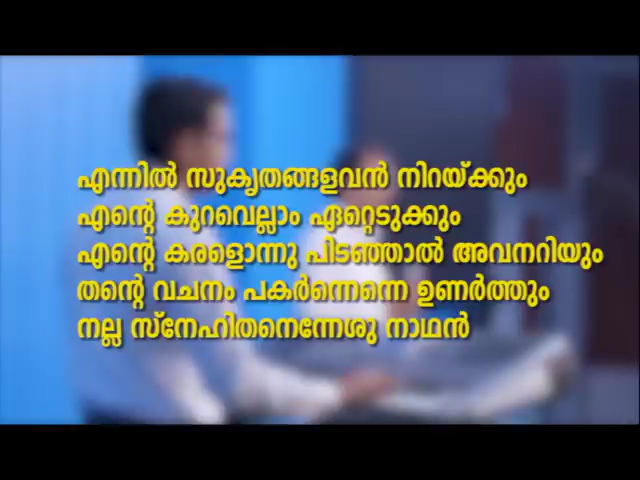 എന്നിൽ സുകൃതങ്ങളവൻ നിറയ്ക്കും
എന്റെ കുറവെല്ലാം ഏറ്റെടുക്കും
എന്റെ കരളൊന്നു പിടഞ്ഞാൽ അവനറിയും
തന്റെ വചനം പകർന്നെന്നെ ഉണർത്തും
നല്ല സ്നേഹിതനെന്നേശു നാഥൻ